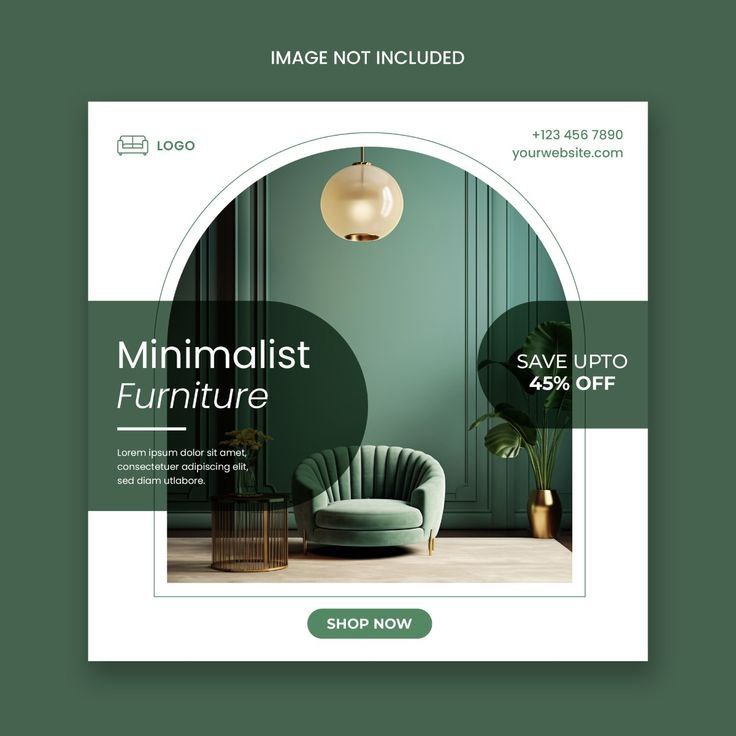 IMAGE NOT INCLUDED
LOGO
+123 456 7890
yourwebsite.com
Minimalist
Furniture
Lorem ipsum dolor sit amet,
consectetuer adipiscing elit,
sed diam utlabore.
SAVE UPTO
45% OFF
SHOP NOW